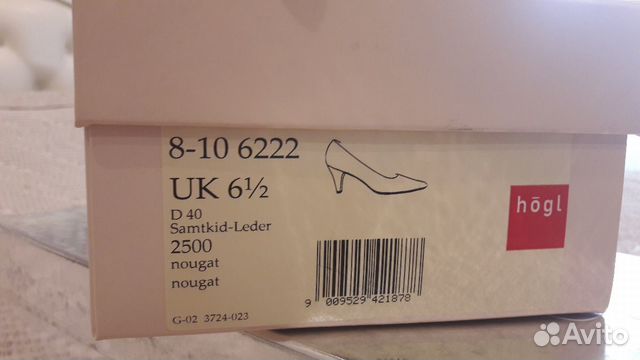 8-10 6222
UK 6½
D 40
Samtkid-Leder
2500
nougat
nougat
högl
9 009529 421878
G-02 3724-023
Avito